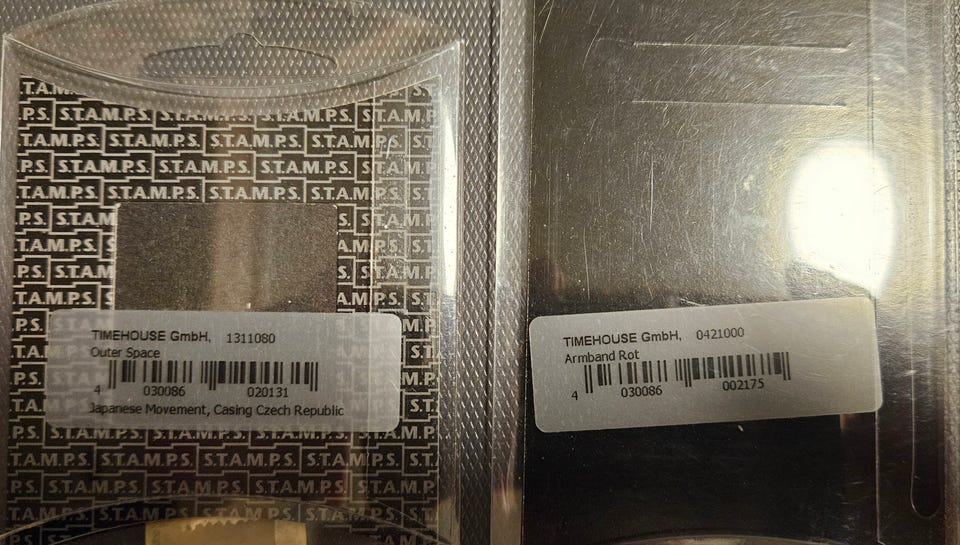 S.T.A.M.P.S.
TIMEHOUSE GmbH, 1311080
Outer Space
4 030086 020131
Japanese Movement, Casing Czech Republic
TIMEHOUSE GmbH, 0421000
Armband Rot
4 030086 002175